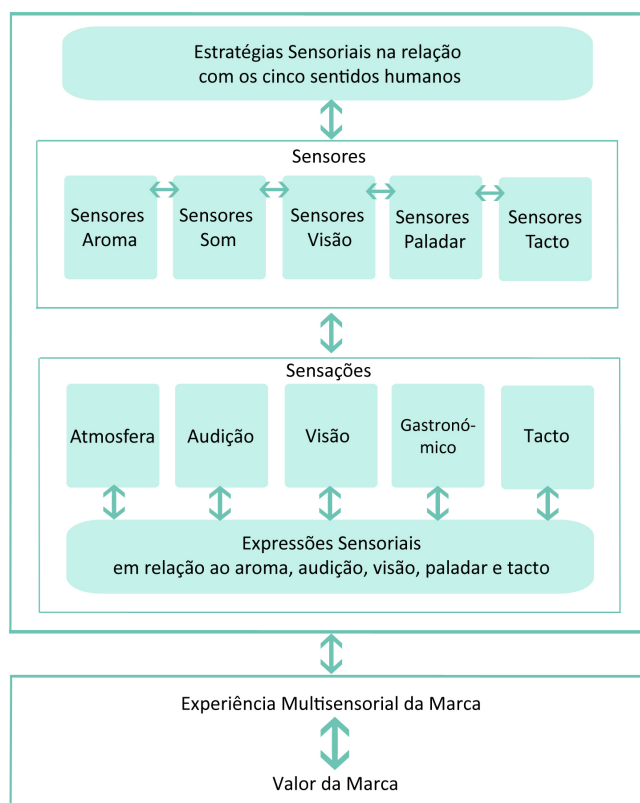 Estratégias Sensoriais na relação
com os cinco sentidos humanos
Sensores
Sensores
Aroma
Sensores
Som
Sensores
Visão
Sensores
Paladar
Sensores
Tacto
Sensações
Atmosfera
Audição
Visão
Gastronó-
mico
Tacto
Expressões Sensoriais
em relação ao aroma, audição, visão, paladar e tacto
Experiência Multisensorial da Marca
Valor da Marca